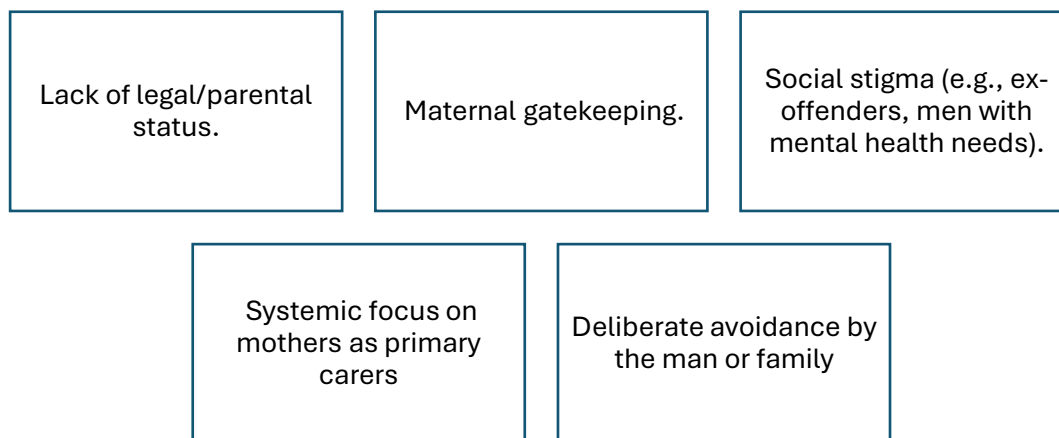 Lack of legal/parental
status.
Maternal gatekeeping.
Social stigma (e.g., ex-
offenders, men with
mental health needs).
Systemic focus on
mothers as primary
carers
Deliberate avoidance by
the man or family